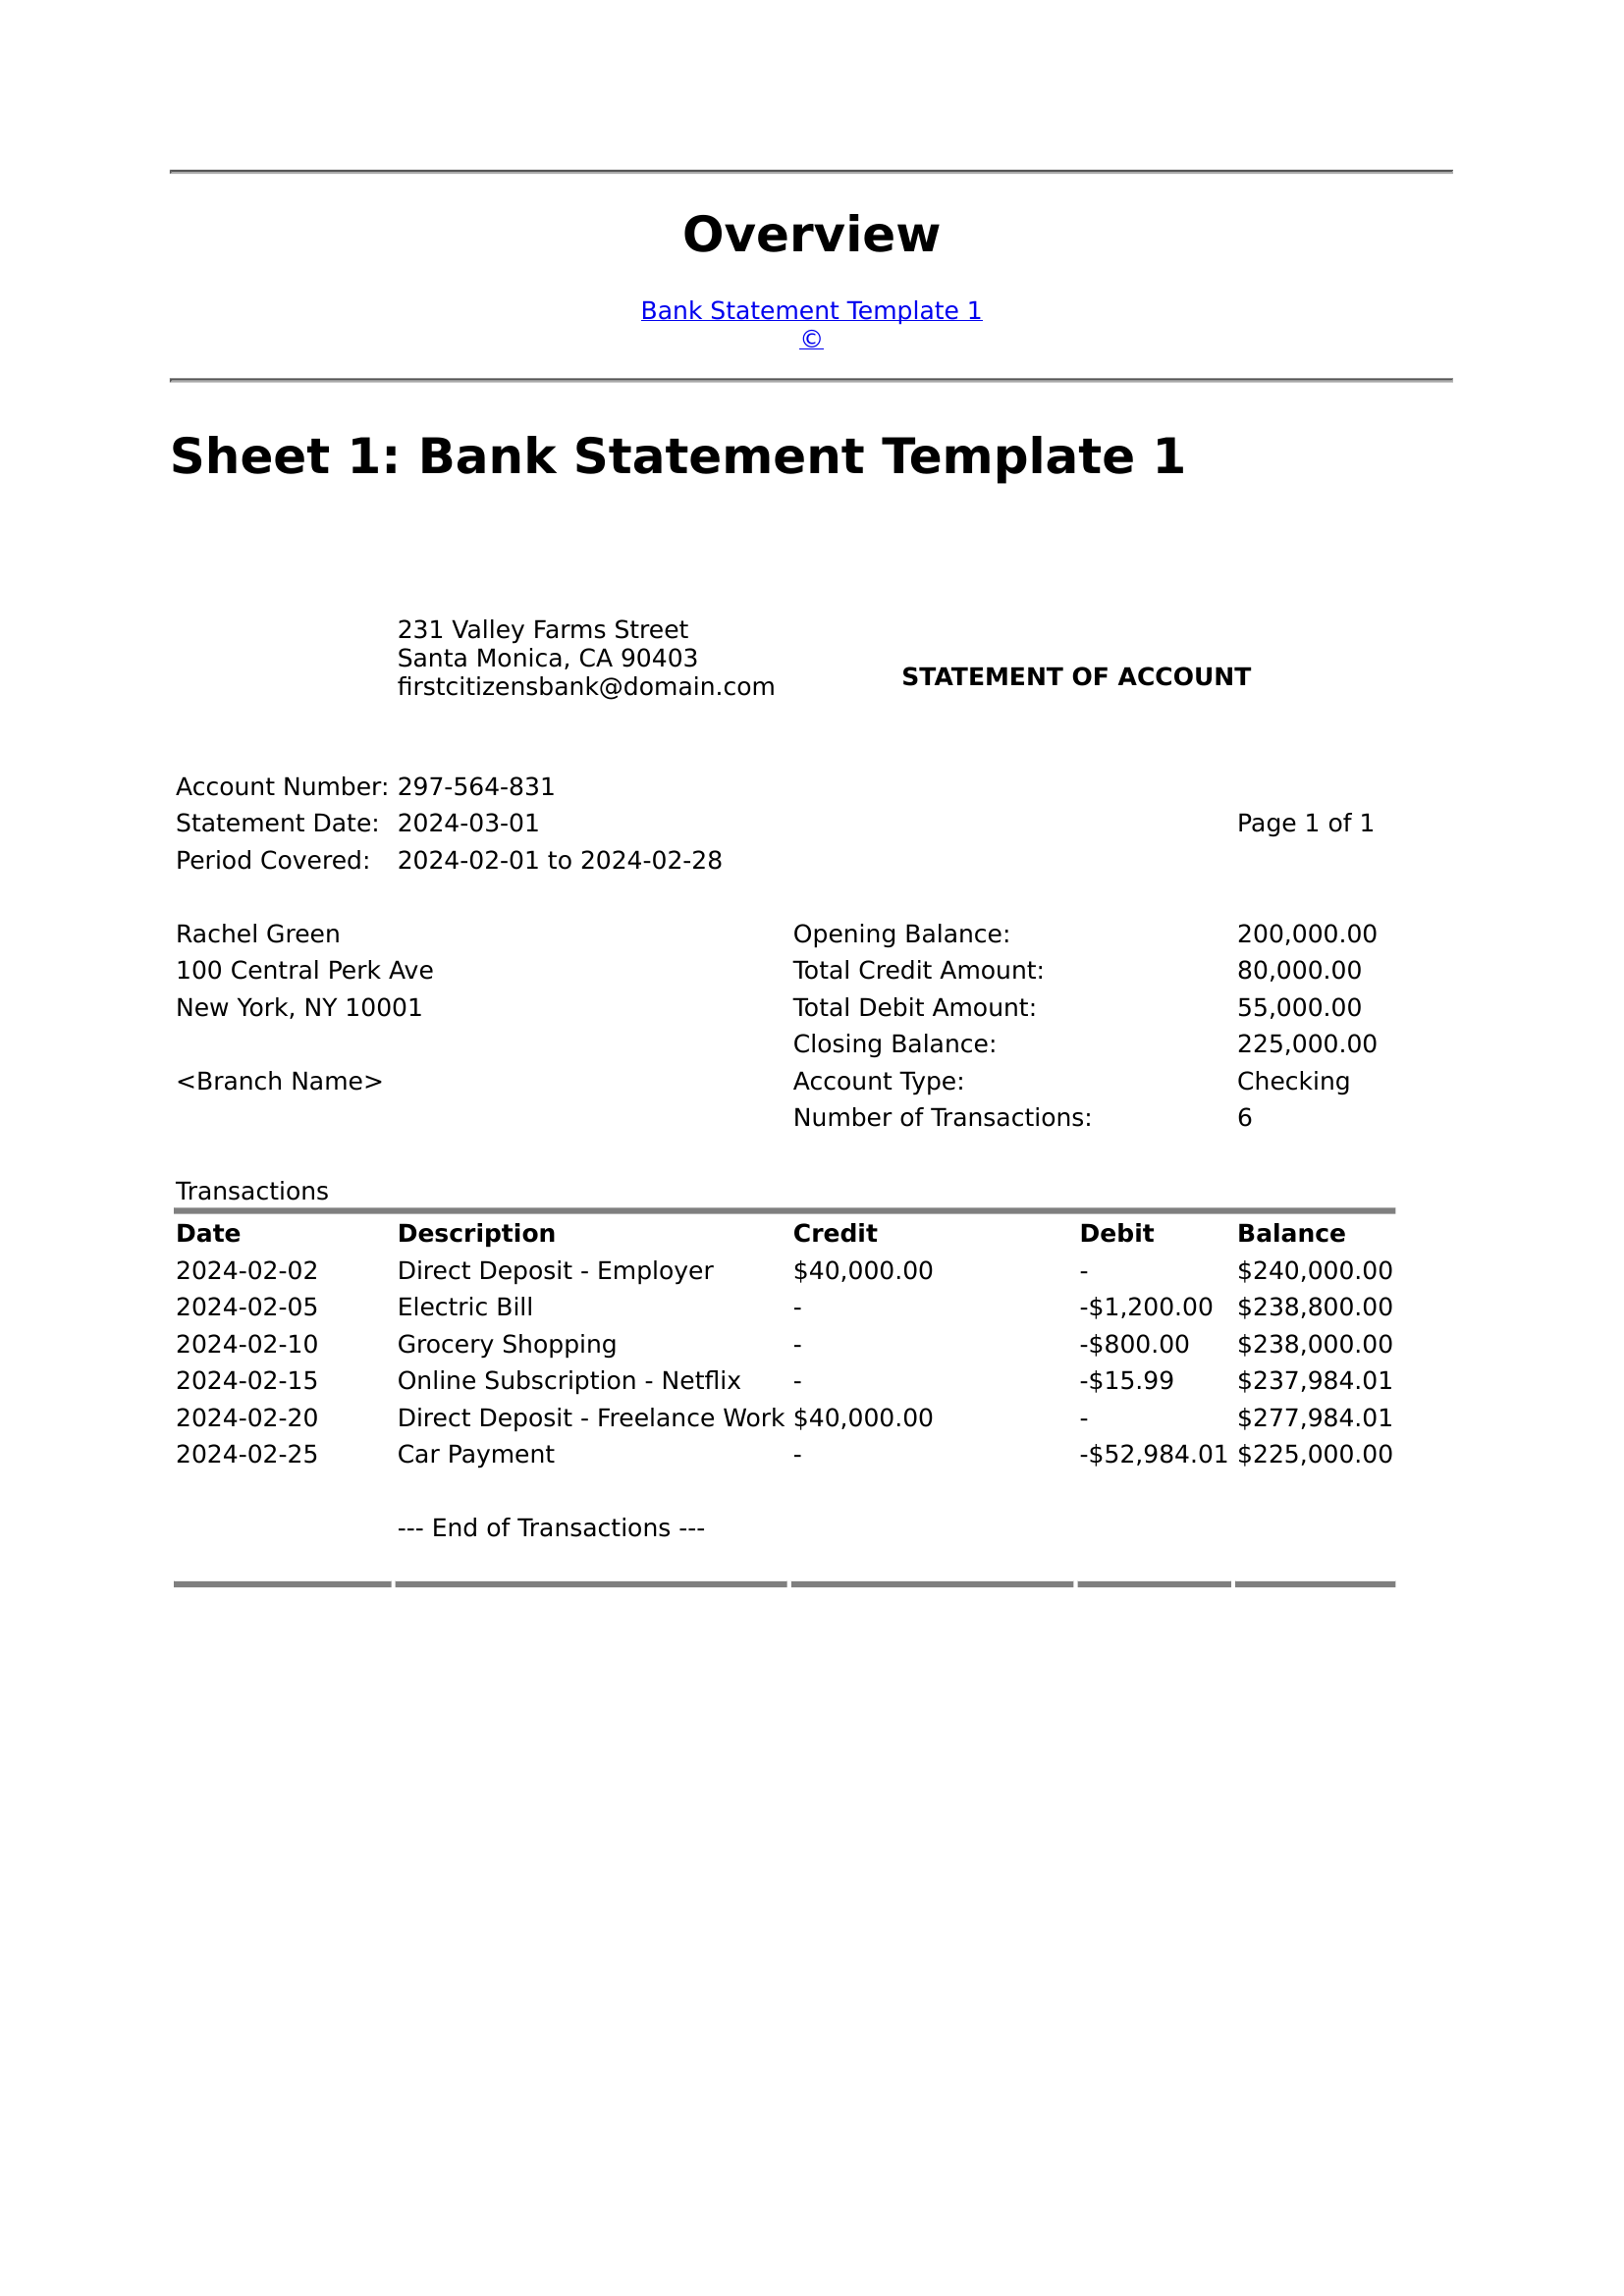 Overview
Bank Statement Template 1
©
Sheet 1: Bank Statement Template 1
231 Valley Farms Street
Santa Monica, CA 90403
firstcitizensbank@domain.com
STATEMENT OF ACCOUNT
Account Number: 297-564-831
Statement Date: 2024-03-01 Page 1 of 1
Period Covered: 2024-02-01 to 2024-02-28
Rachel Green Opening Balance: 200,000.00
100 Central Perk Ave Total Credit Amount: 80,000.00
New York, NY 10001 Total Debit Amount: 55,000.00
Closing Balance: 225,000.00
<Branch Name> Account Type: Checking
Number of Transactions: 6
Transactions
Date Description Credit Debit Balance
2024-02-02 Direct Deposit - Employer $40,000.00 - $240,000.00
2024-02-05 Electric Bill - -$1,200.00 $238,800.00
2024-02-10 Grocery Shopping - -$800.00 $238,000.00
2024-02-15 Online Subscription - Netflix - -$15.99 $237,984.01
2024-02-20 Direct Deposit - Freelance Work $40,000.00 - $277,984.01
2024-02-25 Car Payment - -$52,984.01 $225,000.00
--- End of Transactions ---